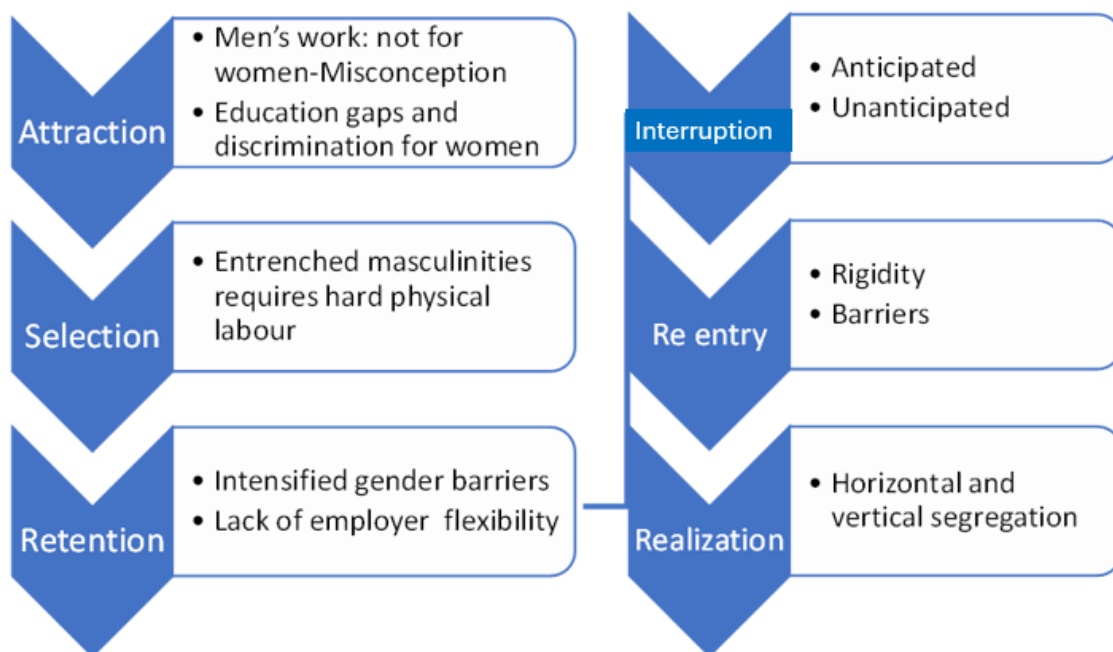 Attraction
• Men's work: not for
women-Misconception
• Education gaps and
discrimination for women
Selection
• Entrenched masculinities
requires hard physical
labour
Retention
• Intensified gender barriers
• Lack of employer flexibility
Interruption
• Anticipated
• Unanticipated
Re entry
• Rigidity
• Barriers
Realization
• Horizontal and
vertical segregation